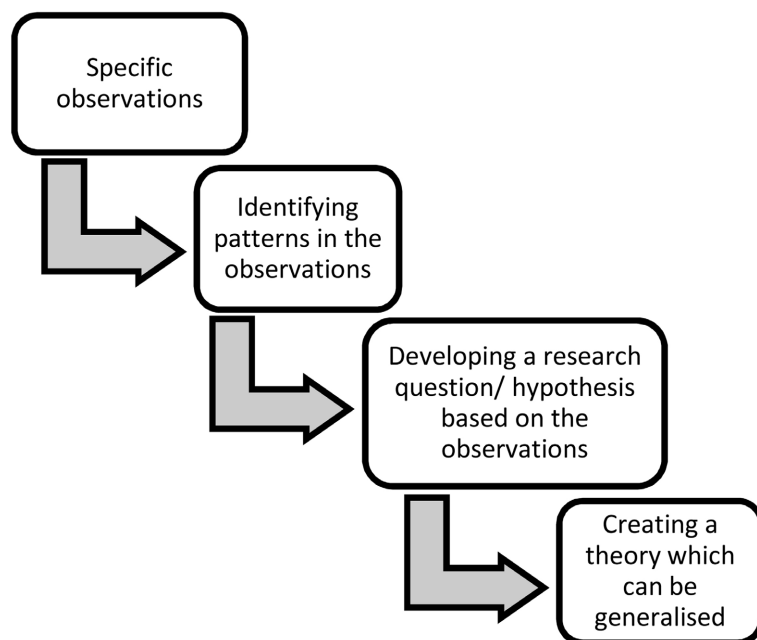 Specific
observations
Identifying
patterns in the
observations
Developing a research
question/ hypothesis
based on the
observations
Creating a
theory which
can be
generalised